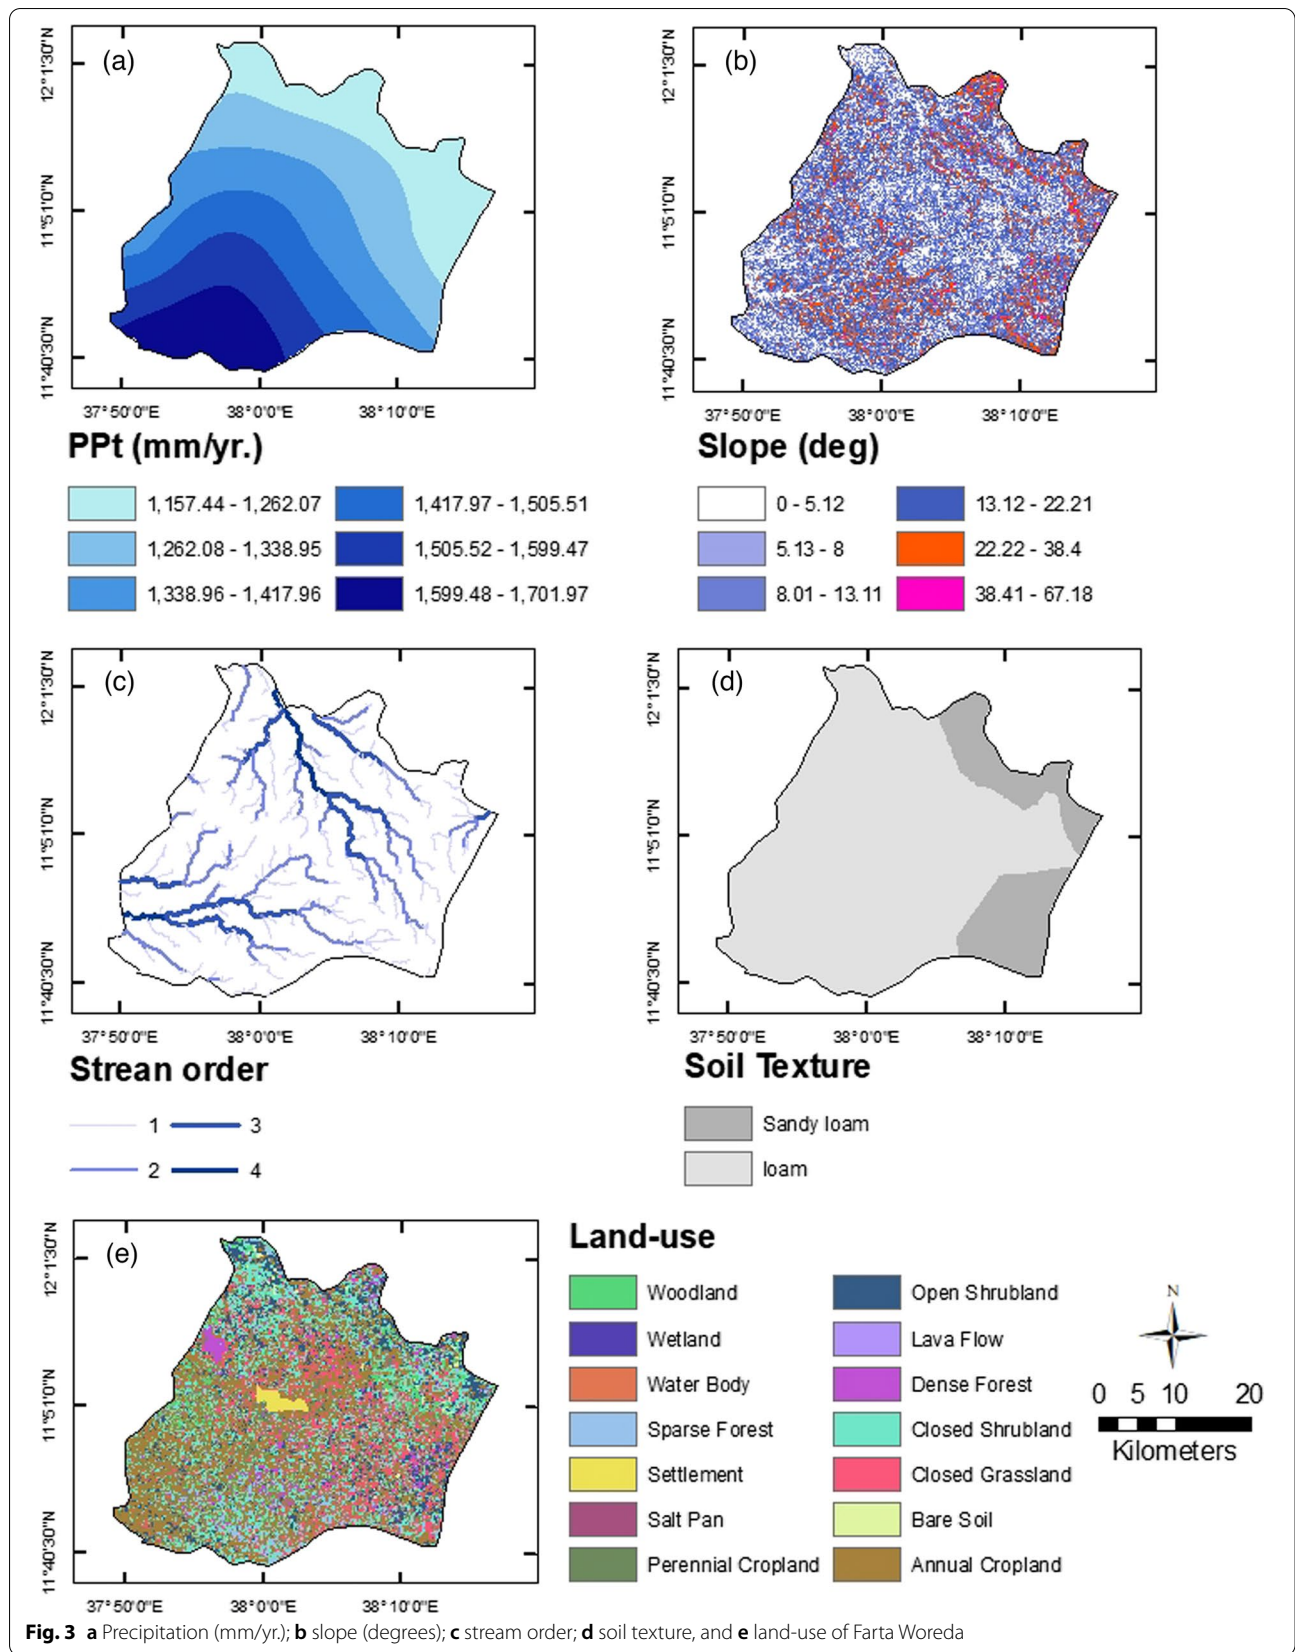 (a)
12°1'30"N
11°51'0"N
11°40'30"N
37°50'0"E 38°0'0"E 38°10'0"E
PPt (mm/yr.)
1,157.44 - 1,262.07 1,417.97 - 1,505.51
1,262.08 - 1,338.95 1,505.52 - 1,599.47
1,338.96 - 1,417.96 1,599.48 - 1,701.97
(b)
12°1'30"N
11°51'0"N
11°40'30"N
37°50'0"E 38°0'0"E 38°10'0"E
Slope (deg)
0 - 5.12 13.12 - 22.21
5.13 - 8 22.22 - 38.4
8.01 - 13.11 38.41 - 67.18
(c)
12°1'30"N
11°51'0"N
11°40'30"N
37°50'0"E 38°0'0"E 38°10'0"E
Strean order
1 3
2 4
(d)
12°1'30"N
11°51'0"N
11°40'30"N
37°50'0"E 38°0'0"E 38°10'0"E
Soil Texture
Sandy loam
loam
(e)
12°1'30"N
11°51'0"N
11°40'30"N
37°50'0"E 38°0'0"E 38°10'0"E
Land-use
Woodland Open Shrubland
Wetland Lava Flow
Water Body Dense Forest
Sparse Forest Closed Shrubland
Settlement Closed Grassland
Salt Pan Bare Soil
Perennial Cropland Annual Cropland
N
0 5 10 20
Kilometers
Fig. 3 a Precipitation (mm/yr.); b slope (degrees); c stream order; d soil texture, and e land-use of Farta Woreda